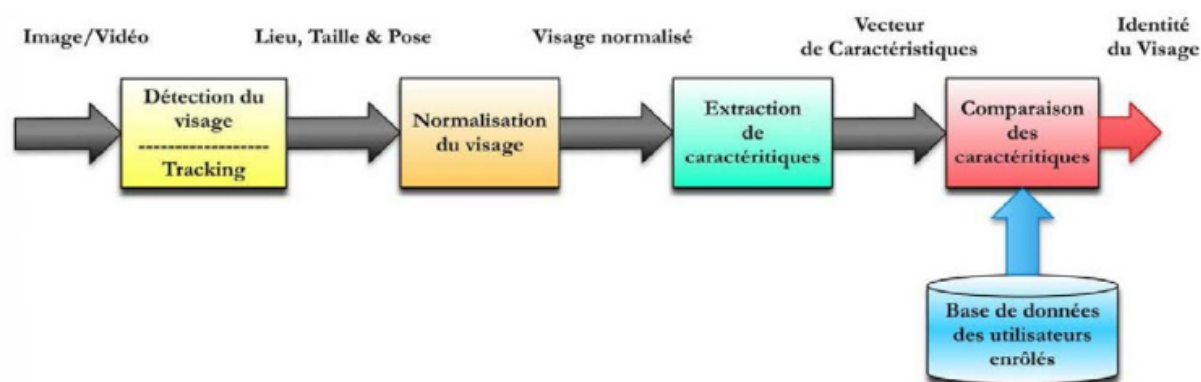 Image/Vidéo
Lieu, Taille & Pose
Visage normalisé
Vecteur
de Caractéristiques
Identité
du Visage
Détection du
visage
------------------
Tracking
Normalisation
du visage
Extraction
de
caractéritiques
Comparaison
des
caractéritiques
Base de données
des utilisateurs
enrôlés